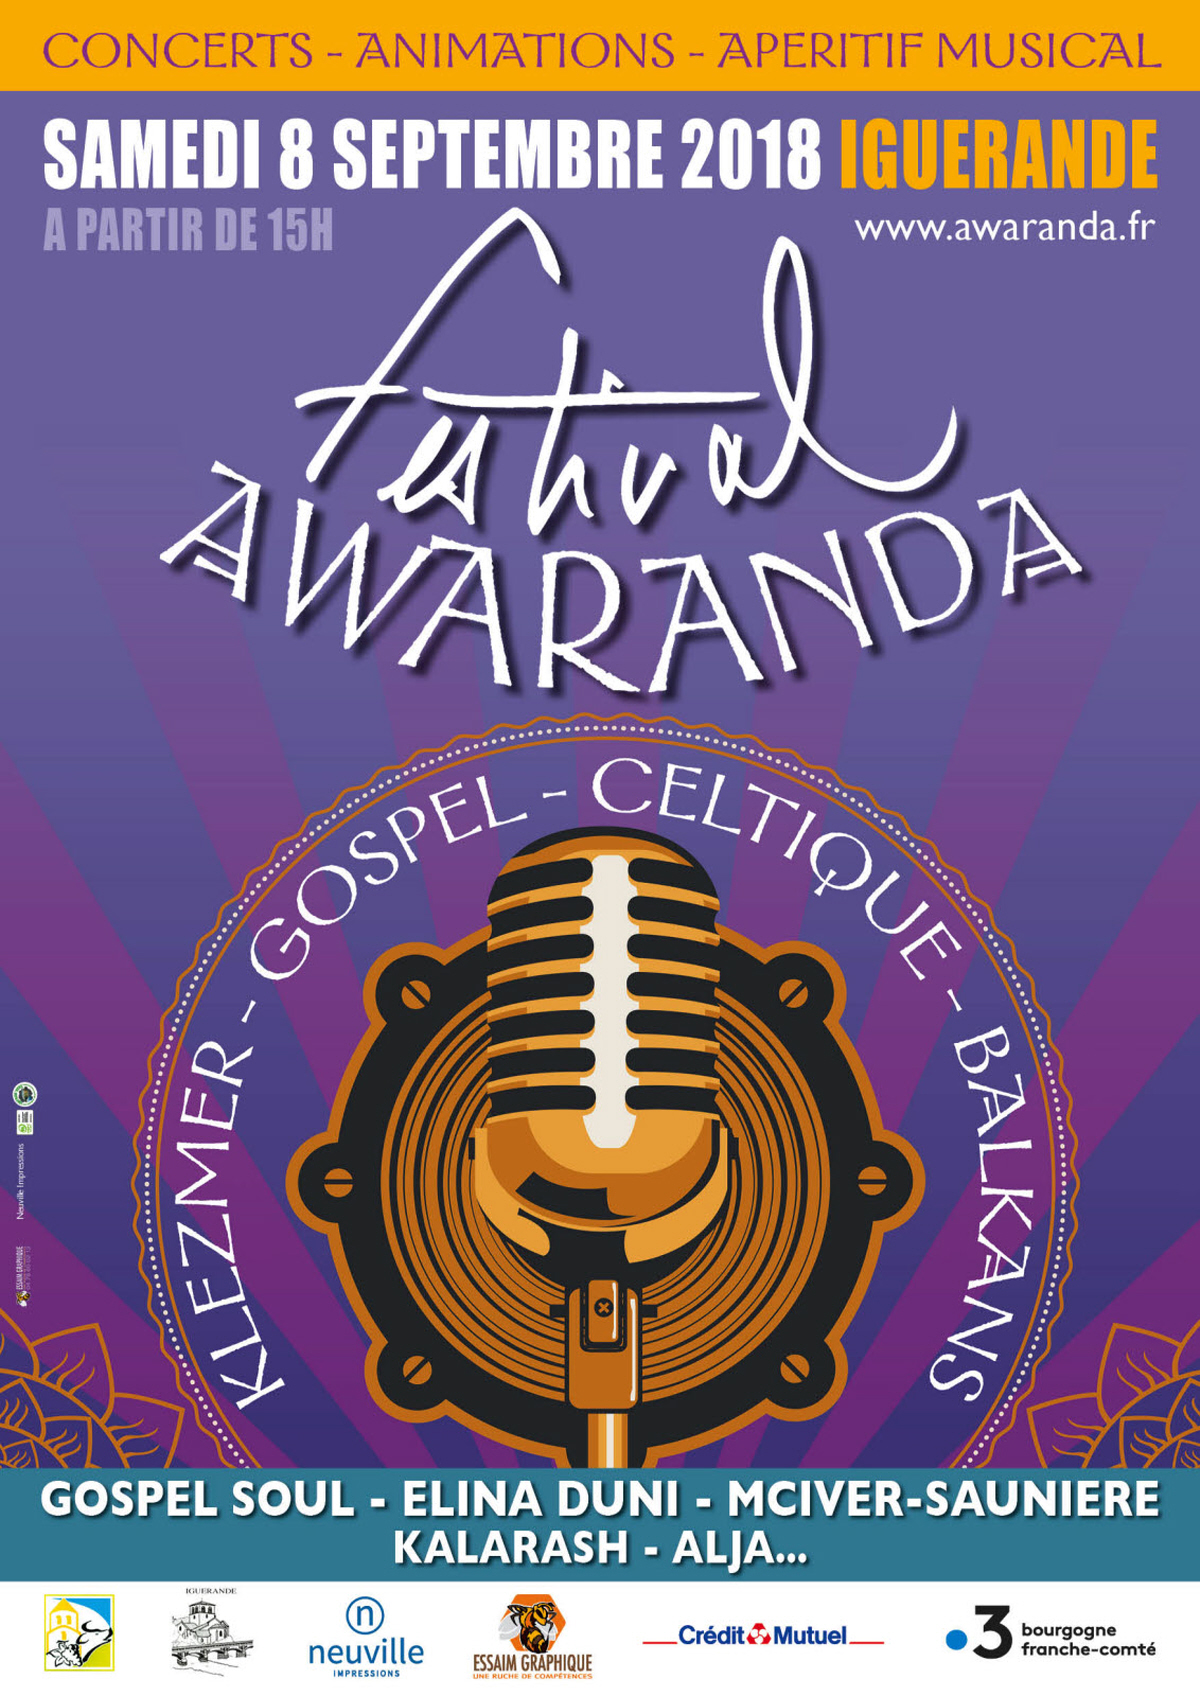 CONCERTS - ANIMATIONS - APERITIF MUSICAL
SAMEDI 8 SEPTEMBRE 2018 IGUERANDE
A PARTIR DE 15H
www.awaranda.fr
Festival
AWARANDA
KLEZMER - GOSPEL - CELTIQUE - BALKANS
Neuville Impressions
ESSAIM GRAPHIQUE
GOSPEL SOUL - ELINA DUNI - MCIVER-SAUNIERE
KALARASH - ALJA...
IGUERANDE
n
neuville
IMPRESSIONS
ESSAIM GRAPHIQUE
UNE RUCHE DE COMPÉTENCES
Crédit Mutuel
3 bourgogne
franche-comté